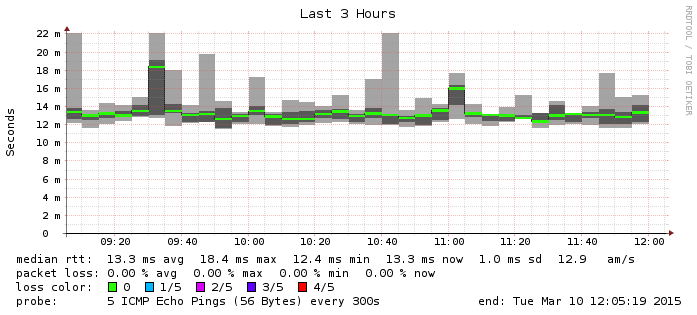 Last 3 Hours
RRDTOOL / TOBI OETIKER
Seconds
22 m
20 m
18 m
16 m
14 m
12 m
10 m
8 m
6 m
4 m
2 m
0
09:20 09:40 10:00 10:20 10:40 11:00 11:20 11:40 12:00
median rtt: 13.3 ms avg 18.4 ms max 12.4 ms min 13.3 ms now 1.0 ms sd 12.9 am/s
packet loss: 0.00 % avg 0.00 % max 0.00 % min 0.00 % now
loss color: 0 1/5 2/5 3/5 4/5
probe: 5 ICMP Echo Pings (56 Bytes) every 300s end: Tue Mar 10 12:05:19 2015